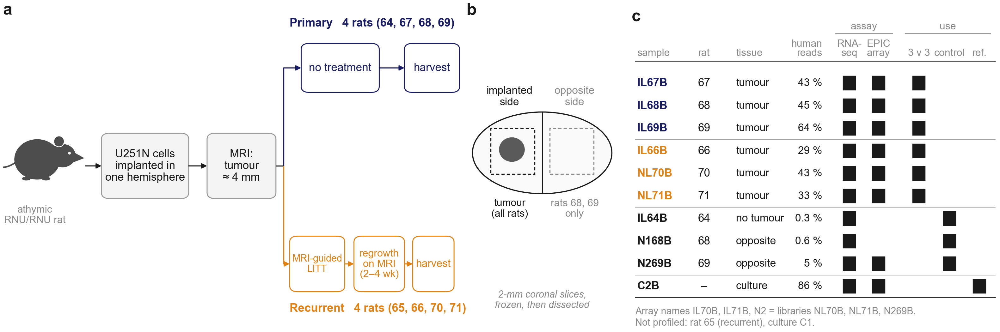 a
Primary 4 rats (64, 67, 68, 69)
no treatment
harvest
U251N cells
implanted in
one hemisphere
MRI:
tumour
≈ 4 mm
athymic
RNU/RNU rat
MRI-guided
LITT
regrowth
on MRI
(2–4 wk)
harvest
Recurrent 4 rats (65, 66, 70, 71)
b
implanted
side
opposite
side
tumour
(all rats)
rats 68, 69
only
2-mm coronal slices,
frozen, then dissected
c
assay use
sample rat tissue human reads RNA-seq EPIC array 3 v 3 control ref.
IL67B 67 tumour 43 %
IL68B 68 tumour 45 %
IL69B 69 tumour 64 %
IL66B 66 tumour 29 %
NL70B 70 tumour 43 %
NL71B 71 tumour 33 %
IL64B 64 no tumour 0.3 %
N168B 68 opposite 0.6 %
N269B 69 opposite 5 %
C2B – culture 86 %
Array names IL70B, IL71B, N2 = libraries NL70B, NL71B, N269B.
Not profiled: rat 65 (recurrent), culture C1.